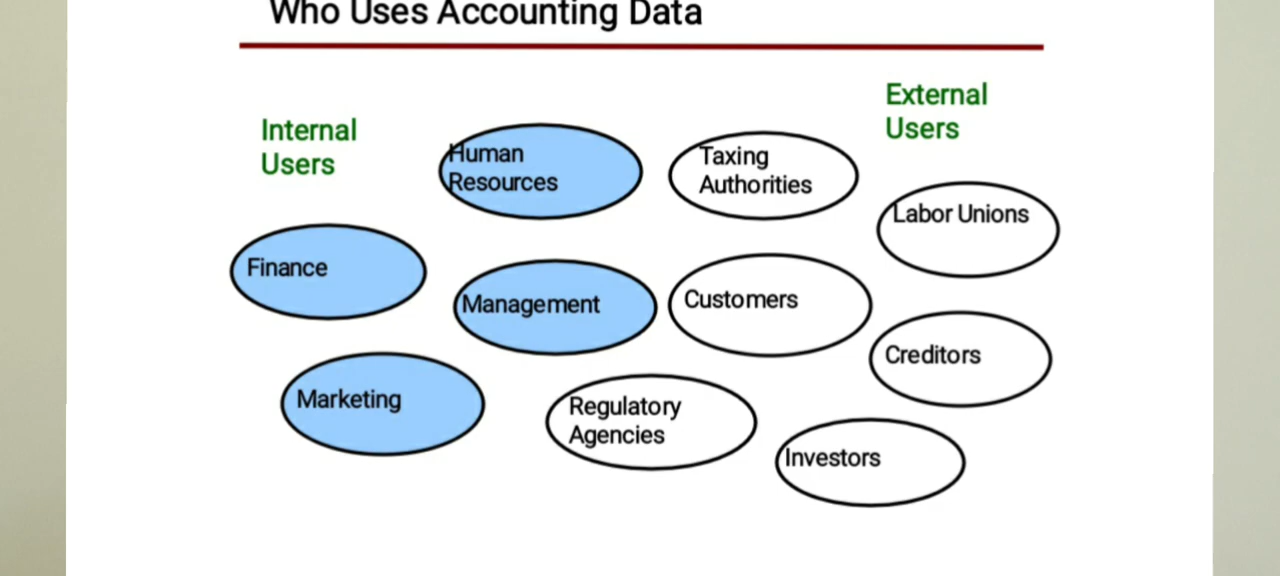 Who Uses Accounting Data
Internal
Users
External
Users
Human
Resources
Taxing
Authorities
Labor Unions
Finance
Management
Customers
Creditors
Marketing
Regulatory
Agencies
Investors